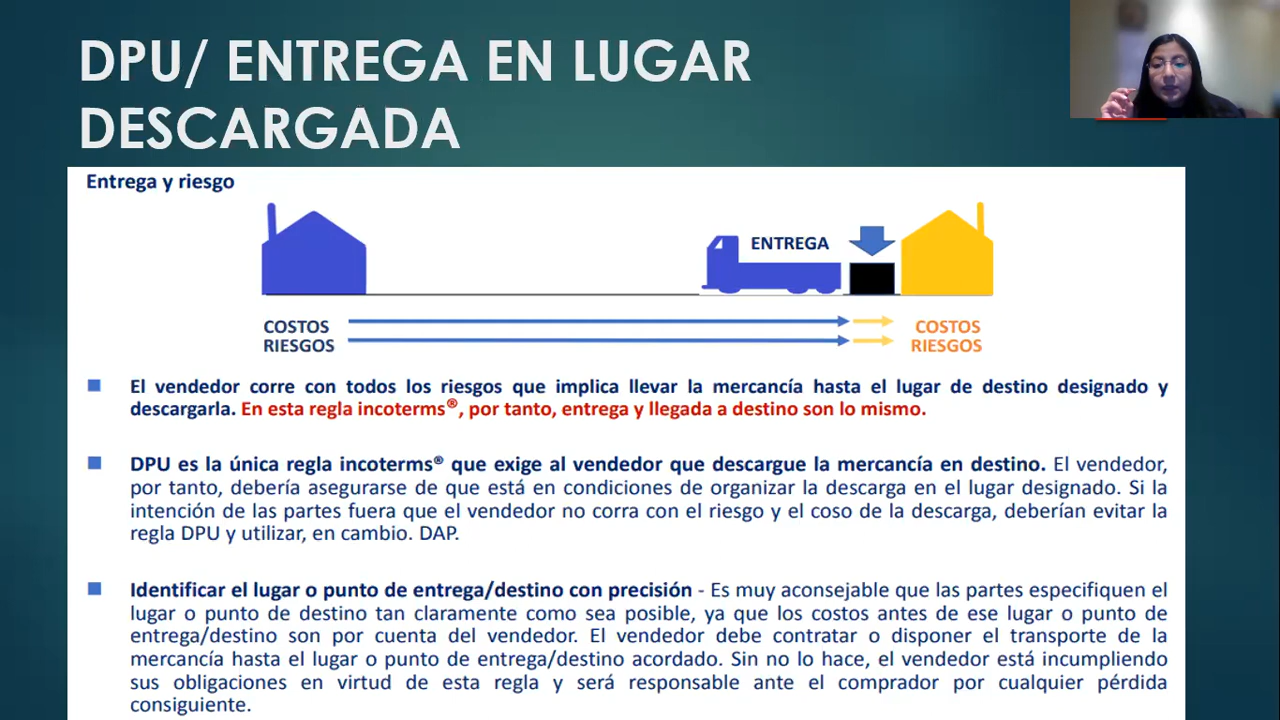 DPU/ ENTREGA EN LUGAR
DESCARGADA
Entrega y riesgo
ENTREGA
COSTOS
RIESGOS
COSTOS
RIESGOS
El vendedor corre con todos los riesgos que implica llevar la mercancía hasta el lugar de destino designado y
descargarla. En esta regla incoterms®, por tanto, entrega y llegada a destino son lo mismo.
DPU es la única regla incoterms® que exige al vendedor que descargue la mercancía en destino. El vendedor,
por tanto, debería asegurarse de que está en condiciones de organizar la descarga en el lugar designado. Si la
intención de las partes fuera que el vendedor no corra con el riesgo y el coso de la descarga, deberían evitar la
regla DPU y utilizar, en cambio. DAP.
Identificar el lugar o punto de entrega/destino con precisión - Es muy aconsejable que las partes especifiquen el
lugar o punto de destino tan claramente como sea posible, ya que los costos antes de ese lugar o punto de
entrega/destino son por cuenta del vendedor. El vendedor debe contratar o disponer el transporte de la
mercancía hasta el lugar o punto de entrega/destino acordado. Sin no lo hace, el vendedor está incumpliendo
sus obligaciones en virtud de esta regla y será responsable ante el comprador por cualquier pérdida
consiguiente.